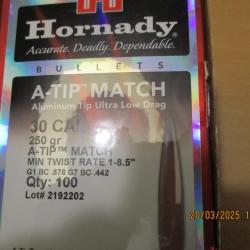 H
Hornady
Accurate. Deadly. Dependable.
BULLETS
A-TIP MATCH
Aluminum Tip Ultra Low Drag
30 CAL
250 gr
A-TIP™ MATCH
MIN TWIST RATE 1-8.5"
G1 BC .878 G7 BC .442
Qty: 100
Lot# 2192202
20/03/2025